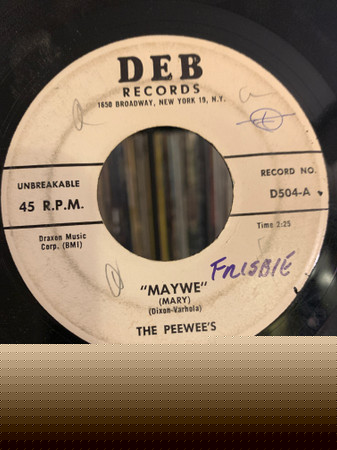 DEB
RECORDS
1650 BROADWAY, NEW YORK 19, N.Y.
UNBREAKABLE
45 R.P.M.
RECORD NO.
D504-A
Draxon Music
Corp. (BMI)
Time 2:25
FRISBIE
"MAYWE"
(MARY)
(Dixon-Varhola)
THE PEEWEE'S